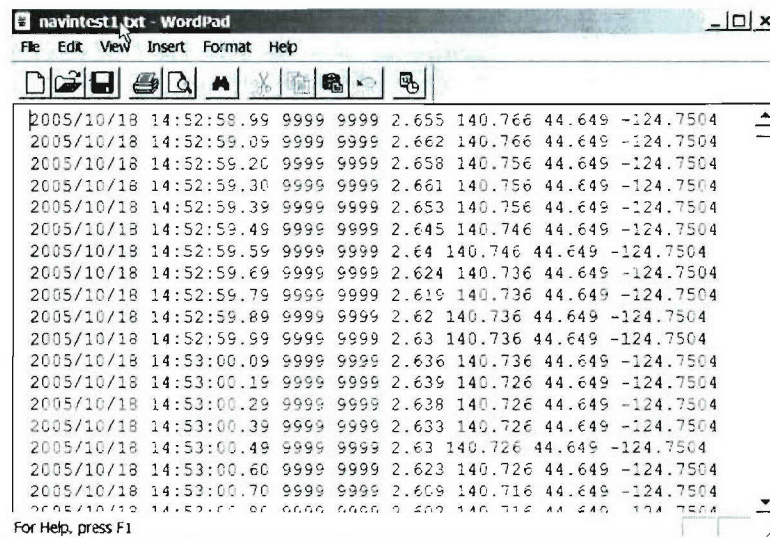 navintest1.txt - WordPad
File Edit View Insert Format Help
2005/10/18 14:52:58.99 9999 9999 2.655 140.766 44.649 -124.7504
2005/10/18 14:52:59.09 9999 9999 2.662 140.766 44.649 -124.7504
2005/10/18 14:52:59.20 9999 9999 2.658 140.756 44.649 -124.7504
2005/10/18 14:52:59.30 9999 9999 2.661 140.756 44.649 -124.7504
2005/10/18 14:52:59.39 9999 9999 2.653 140.756 44.649 -124.7504
2005/10/18 14:52:59.49 9999 9999 2.645 140.746 44.649 -124.7504
2005/10/18 14:52:59.59 9999 9999 2.64 140.746 44.649 -124.7504
2005/10/18 14:52:59.69 9999 9999 2.624 140.736 44.649 -124.7504
2005/10/18 14:52:59.79 9999 9999 2.619 140.736 44.649 -124.7504
2005/10/18 14:52:59.89 9999 9999 2.62 140.736 44.649 -124.7504
2005/10/18 14:52:59.99 9999 9999 2.63 140.736 44.649 -124.7504
2005/10/18 14:53:00.09 9999 9999 2.636 140.736 44.649 -124.7504
2005/10/18 14:53:00.19 9999 9999 2.639 140.726 44.649 -124.7504
2005/10/18 14:53:00.29 9999 9999 2.638 140.726 44.649 -124.7504
2005/10/18 14:53:00.39 9999 9999 2.633 140.726 44.649 -124.7504
2005/10/18 14:53:00.49 9999 9999 2.63 140.726 44.649 -124.7504
2005/10/18 14:53:00.60 9999 9999 2.623 140.726 44.649 -124.7504
2005/10/18 14:53:00.70 9999 9999 2.609 140.716 44.649 -124.7504
For Help, press F1